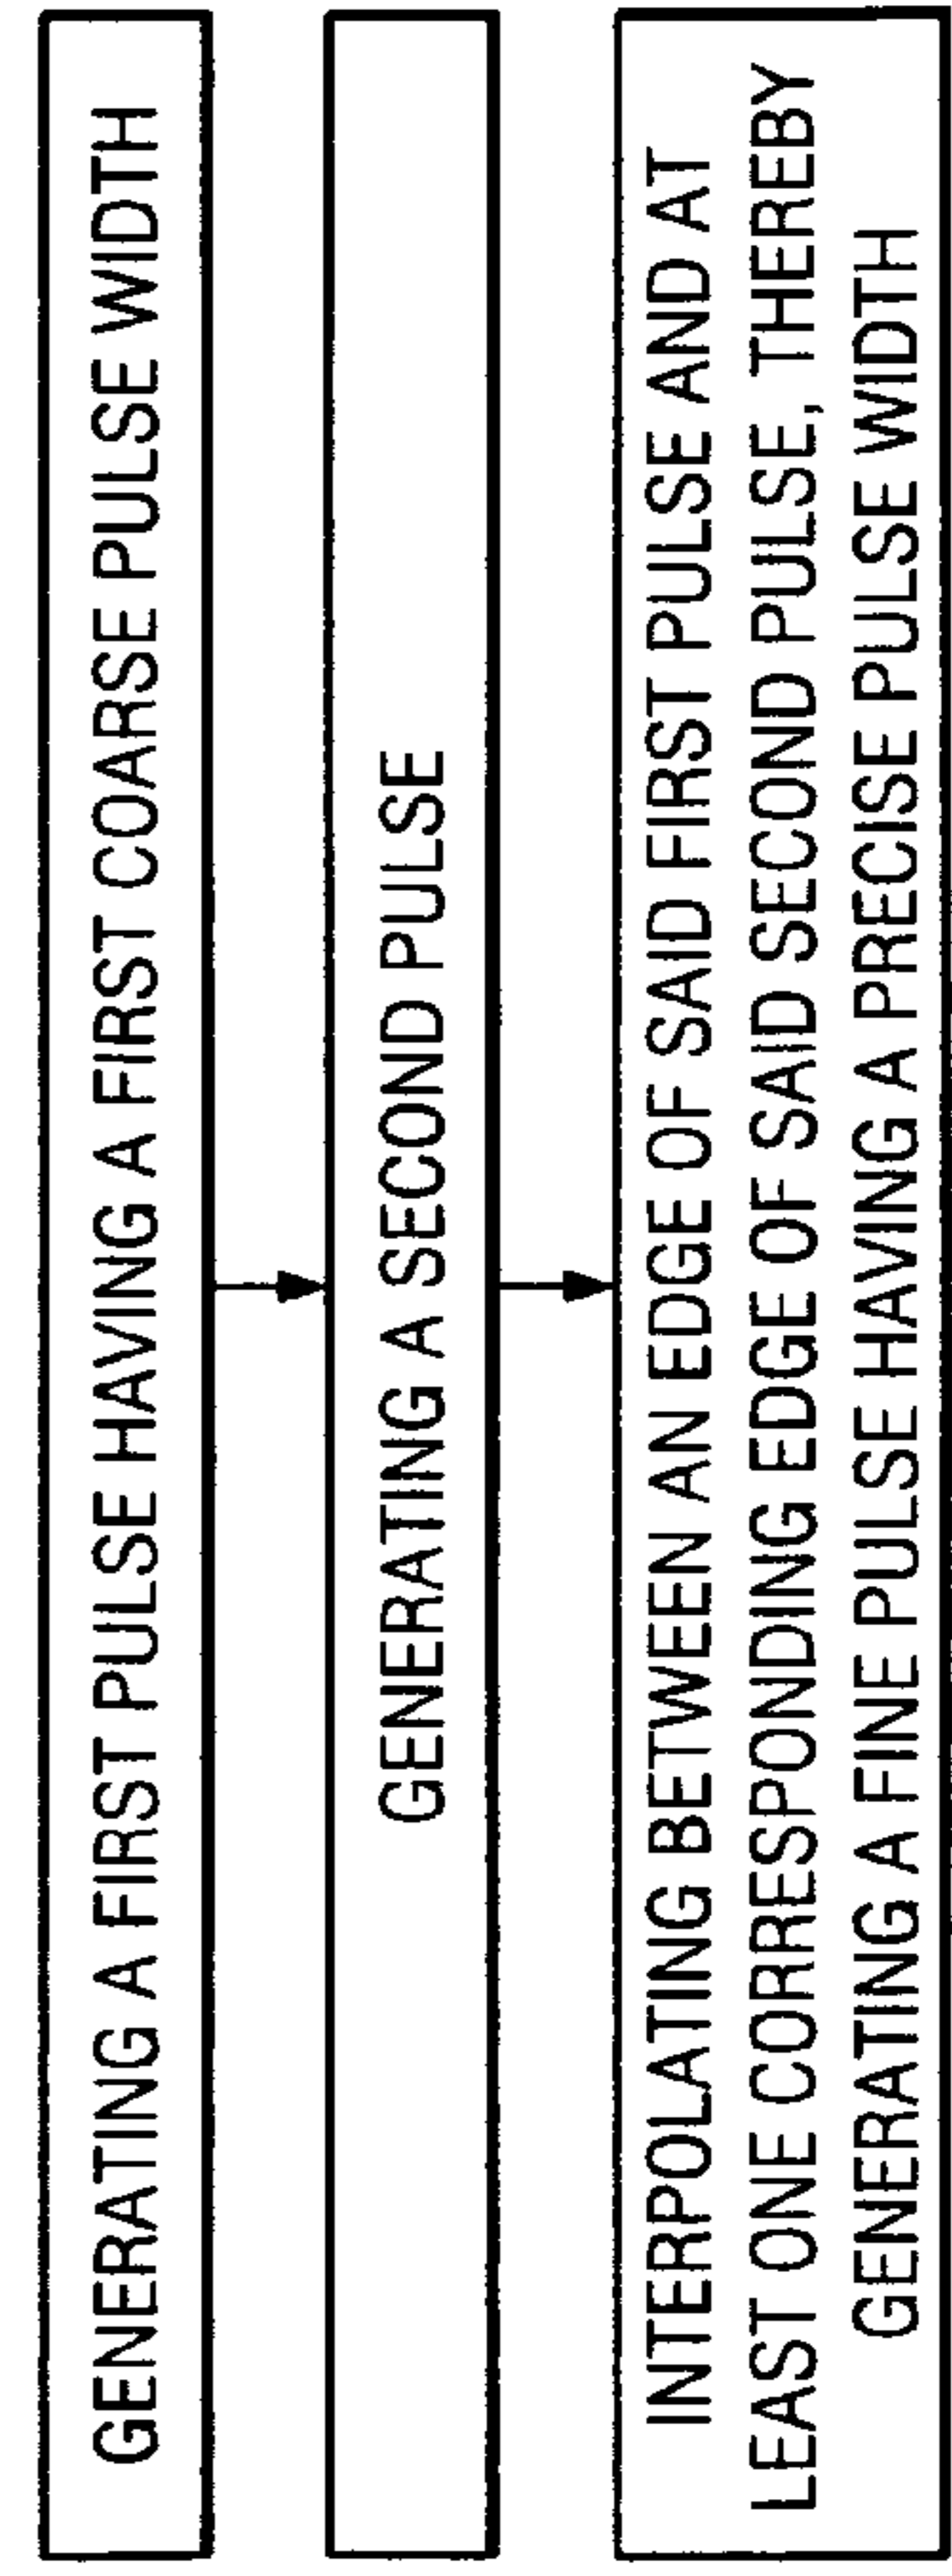 GENERATING A FIRST PULSE HAVING A FIRST COARSE PULSE WIDTH
GENERATING A SECOND PULSE
INTERPOLATING BETWEEN AN EDGE OF SAID FIRST PULSE AND AT
LEAST ONE CORRESPONDING EDGE OF SAID SECOND PULSE, THEREBY
GENERATING A FINE PULSE HAVING A PRECISE PULSE WIDTH